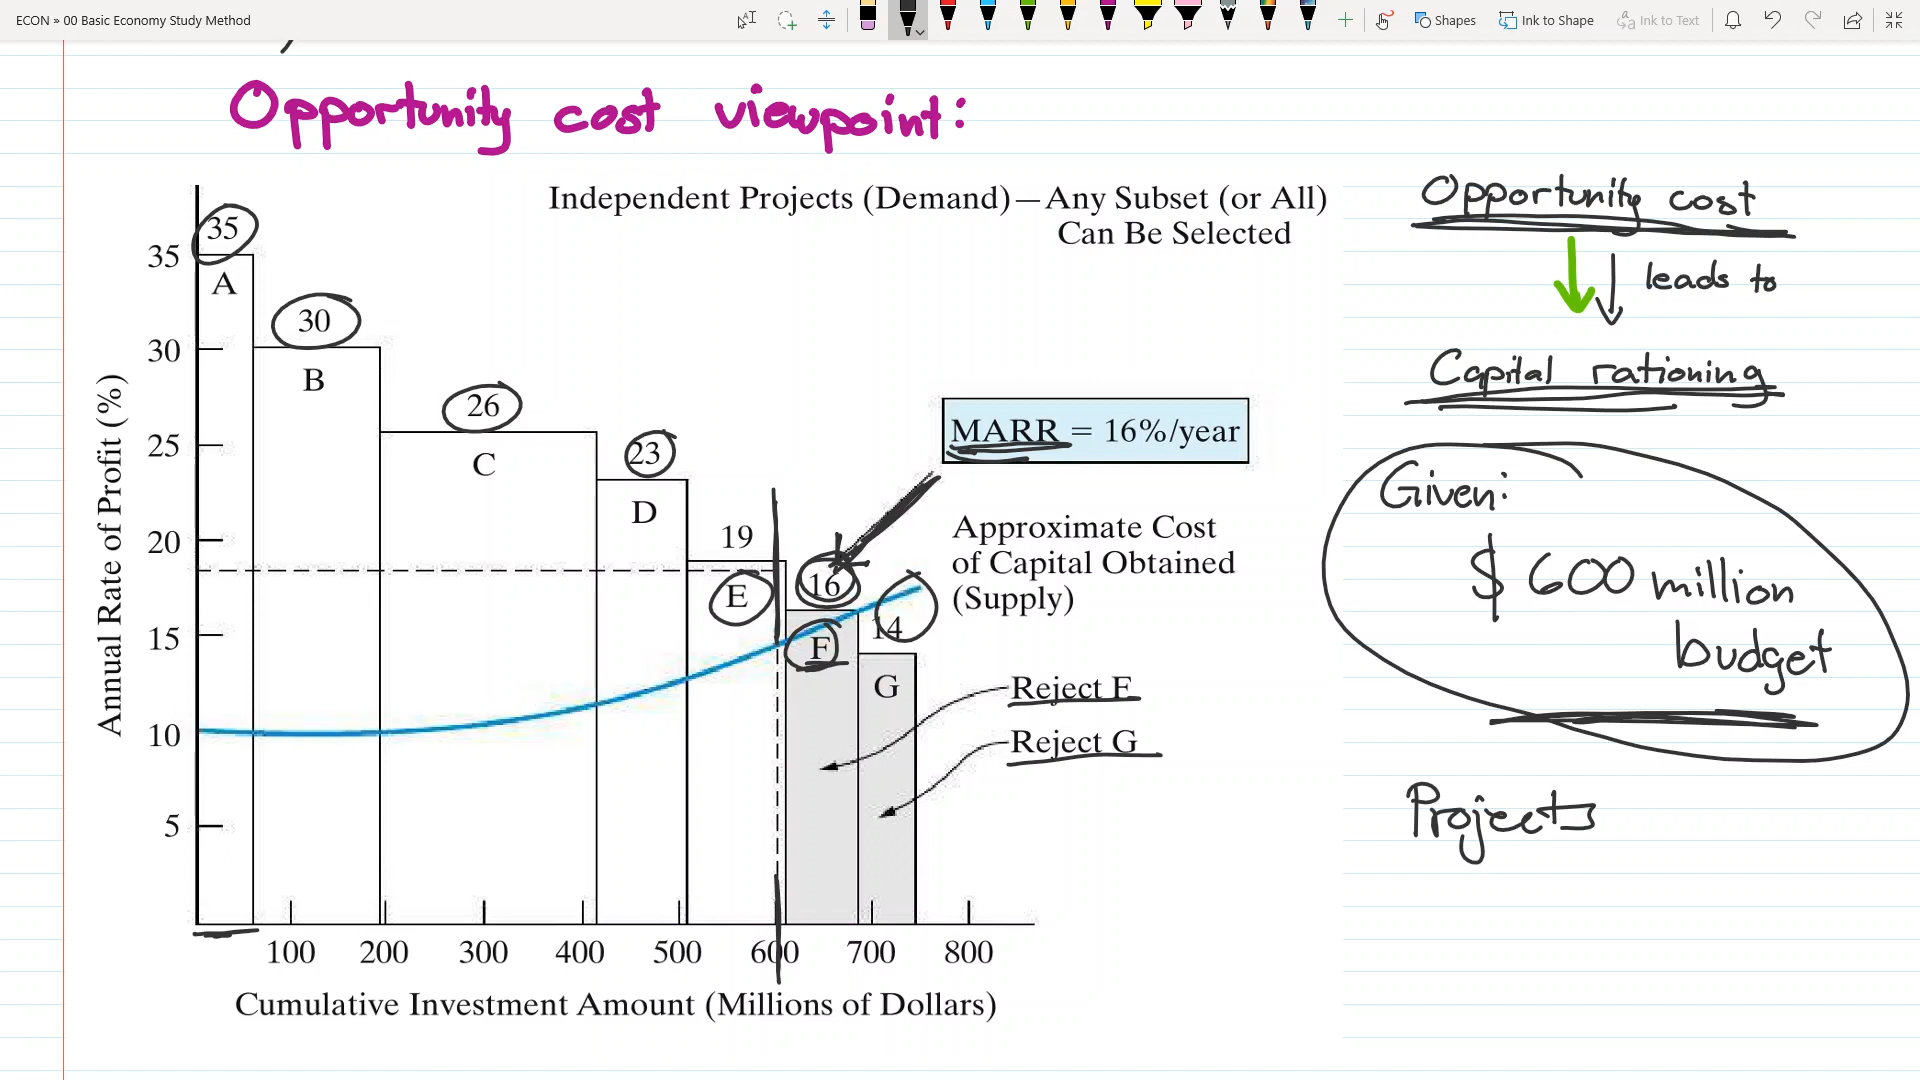 ECON » 00 Basic Economy Study Method
Shapes
Ink to Shape
Ink to Text
Opportunity cost viewpoint:
Independent Projects (Demand)—Any Subset (or All)
Can Be Selected
Annual Rate of Profit (%)
35
30
25
20
15
10
5
35
A
30
B
26
C
23
D
19
E
16
F
14
G
MARR = 16%/year
Approximate Cost
of Capital Obtained
(Supply)
Reject F
Reject G
100 200 300 400 500 600 700 800
Cumulative Investment Amount (Millions of Dollars)
Opportunity cost
leads to
Capital rationing
Given:
$ 600 million
budget
Projects